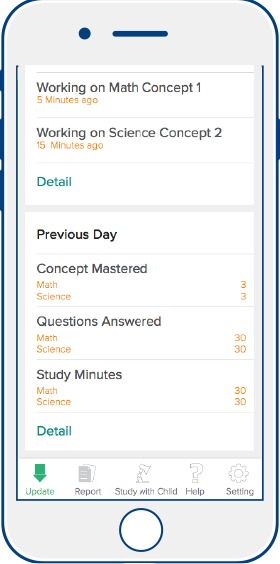 Working on Math Concept 1
5 Minutes ago
Working on Science Concept 2
15 Minutes ago
Detail
Previous Day
Concept Mastered
Math 3
Science 3
Questions Answered
Math 30
Science 30
Study Minutes
Math 30
Science 30
Detail
Update Report Study with Child Help Setting